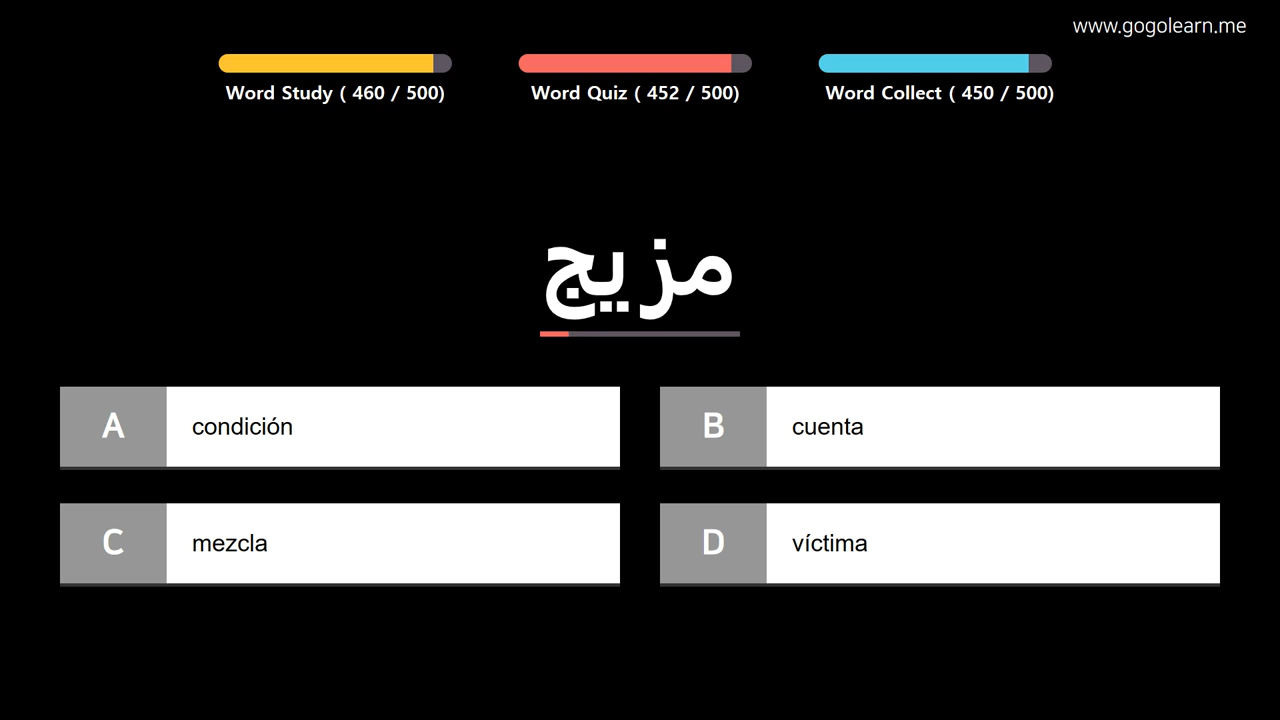 www.gogolearn.me
Word Study ( 460 / 500)
Word Quiz ( 452 / 500)
Word Collect ( 450 / 500)
مزيج
A condición
B cuenta
C mezcla
D víctima